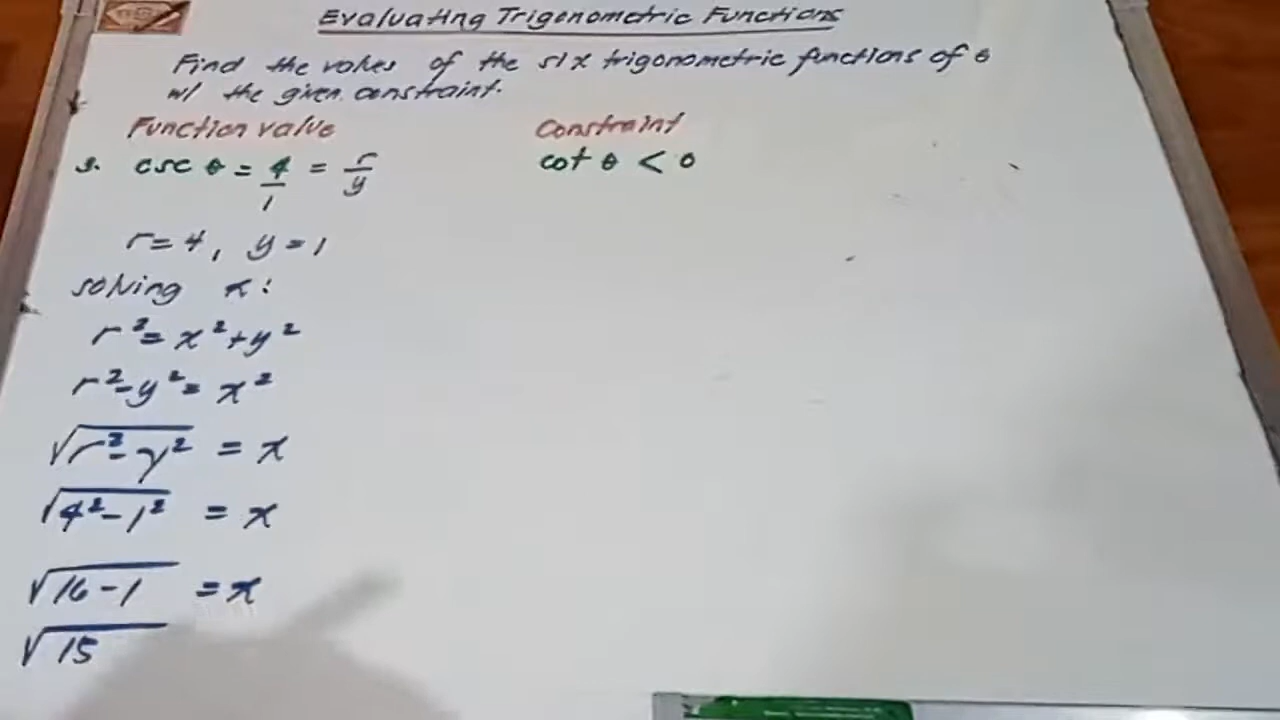 Evaluating Trigonometric Functions
Find the values of the six trigonometric functions of θ
w/ the given constraint.
Function value Constraint
3. csc θ = 4/1 = r/y cot θ < 0
r = 4, y = 1
solving x:
r² = x² + y²
r² - y² = x²
√(r² - y²) = x
√(4² - 1²) = x
√(16 - 1) = x
√15